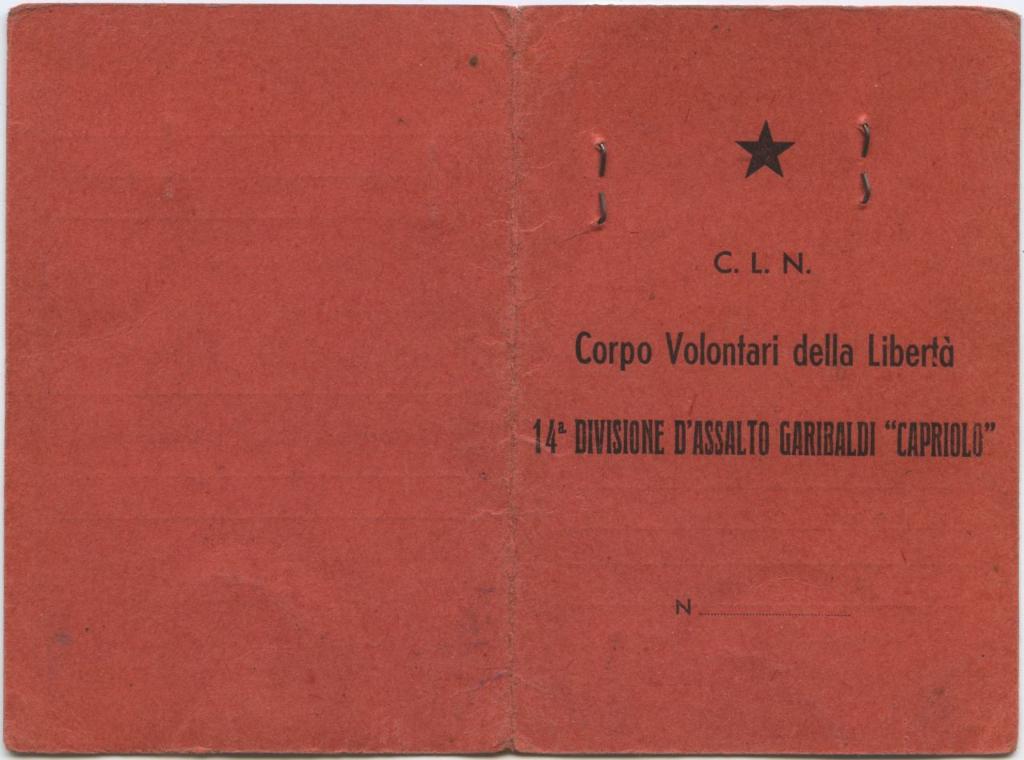 C. L. N.
Corpo Volontari della Libertà
14ª DIVISIONE D'ASSALTO GARIBALDI “CAPRIOLO”
N